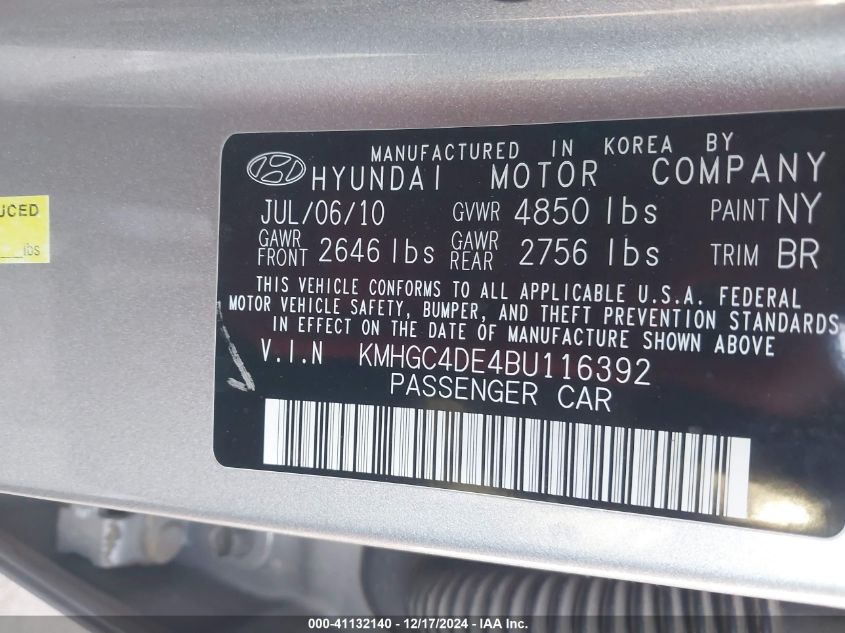 MANUFACTURED IN KOREA BY
HYUNDAI MOTOR COMPANY
JUL/06/10 GVWR 4850 lbs PAINT NY
GAWR FRONT 2646 lbs GAWR REAR 2756 lbs TRIM BR
THIS VEHICLE CONFORMS TO ALL APPLICABLE U.S.A. FEDERAL
MOTOR VEHICLE SAFETY, BUMPER, AND THEFT PREVENTION STANDARDS
IN EFFECT ON THE DATE OF MANUFACTURE SHOWN ABOVE
V.I.N KMHGC4DE4BU116392
PASSENGER CAR
UCED
lbs
000-41132140 - 12/17/2024 - IAA Inc.